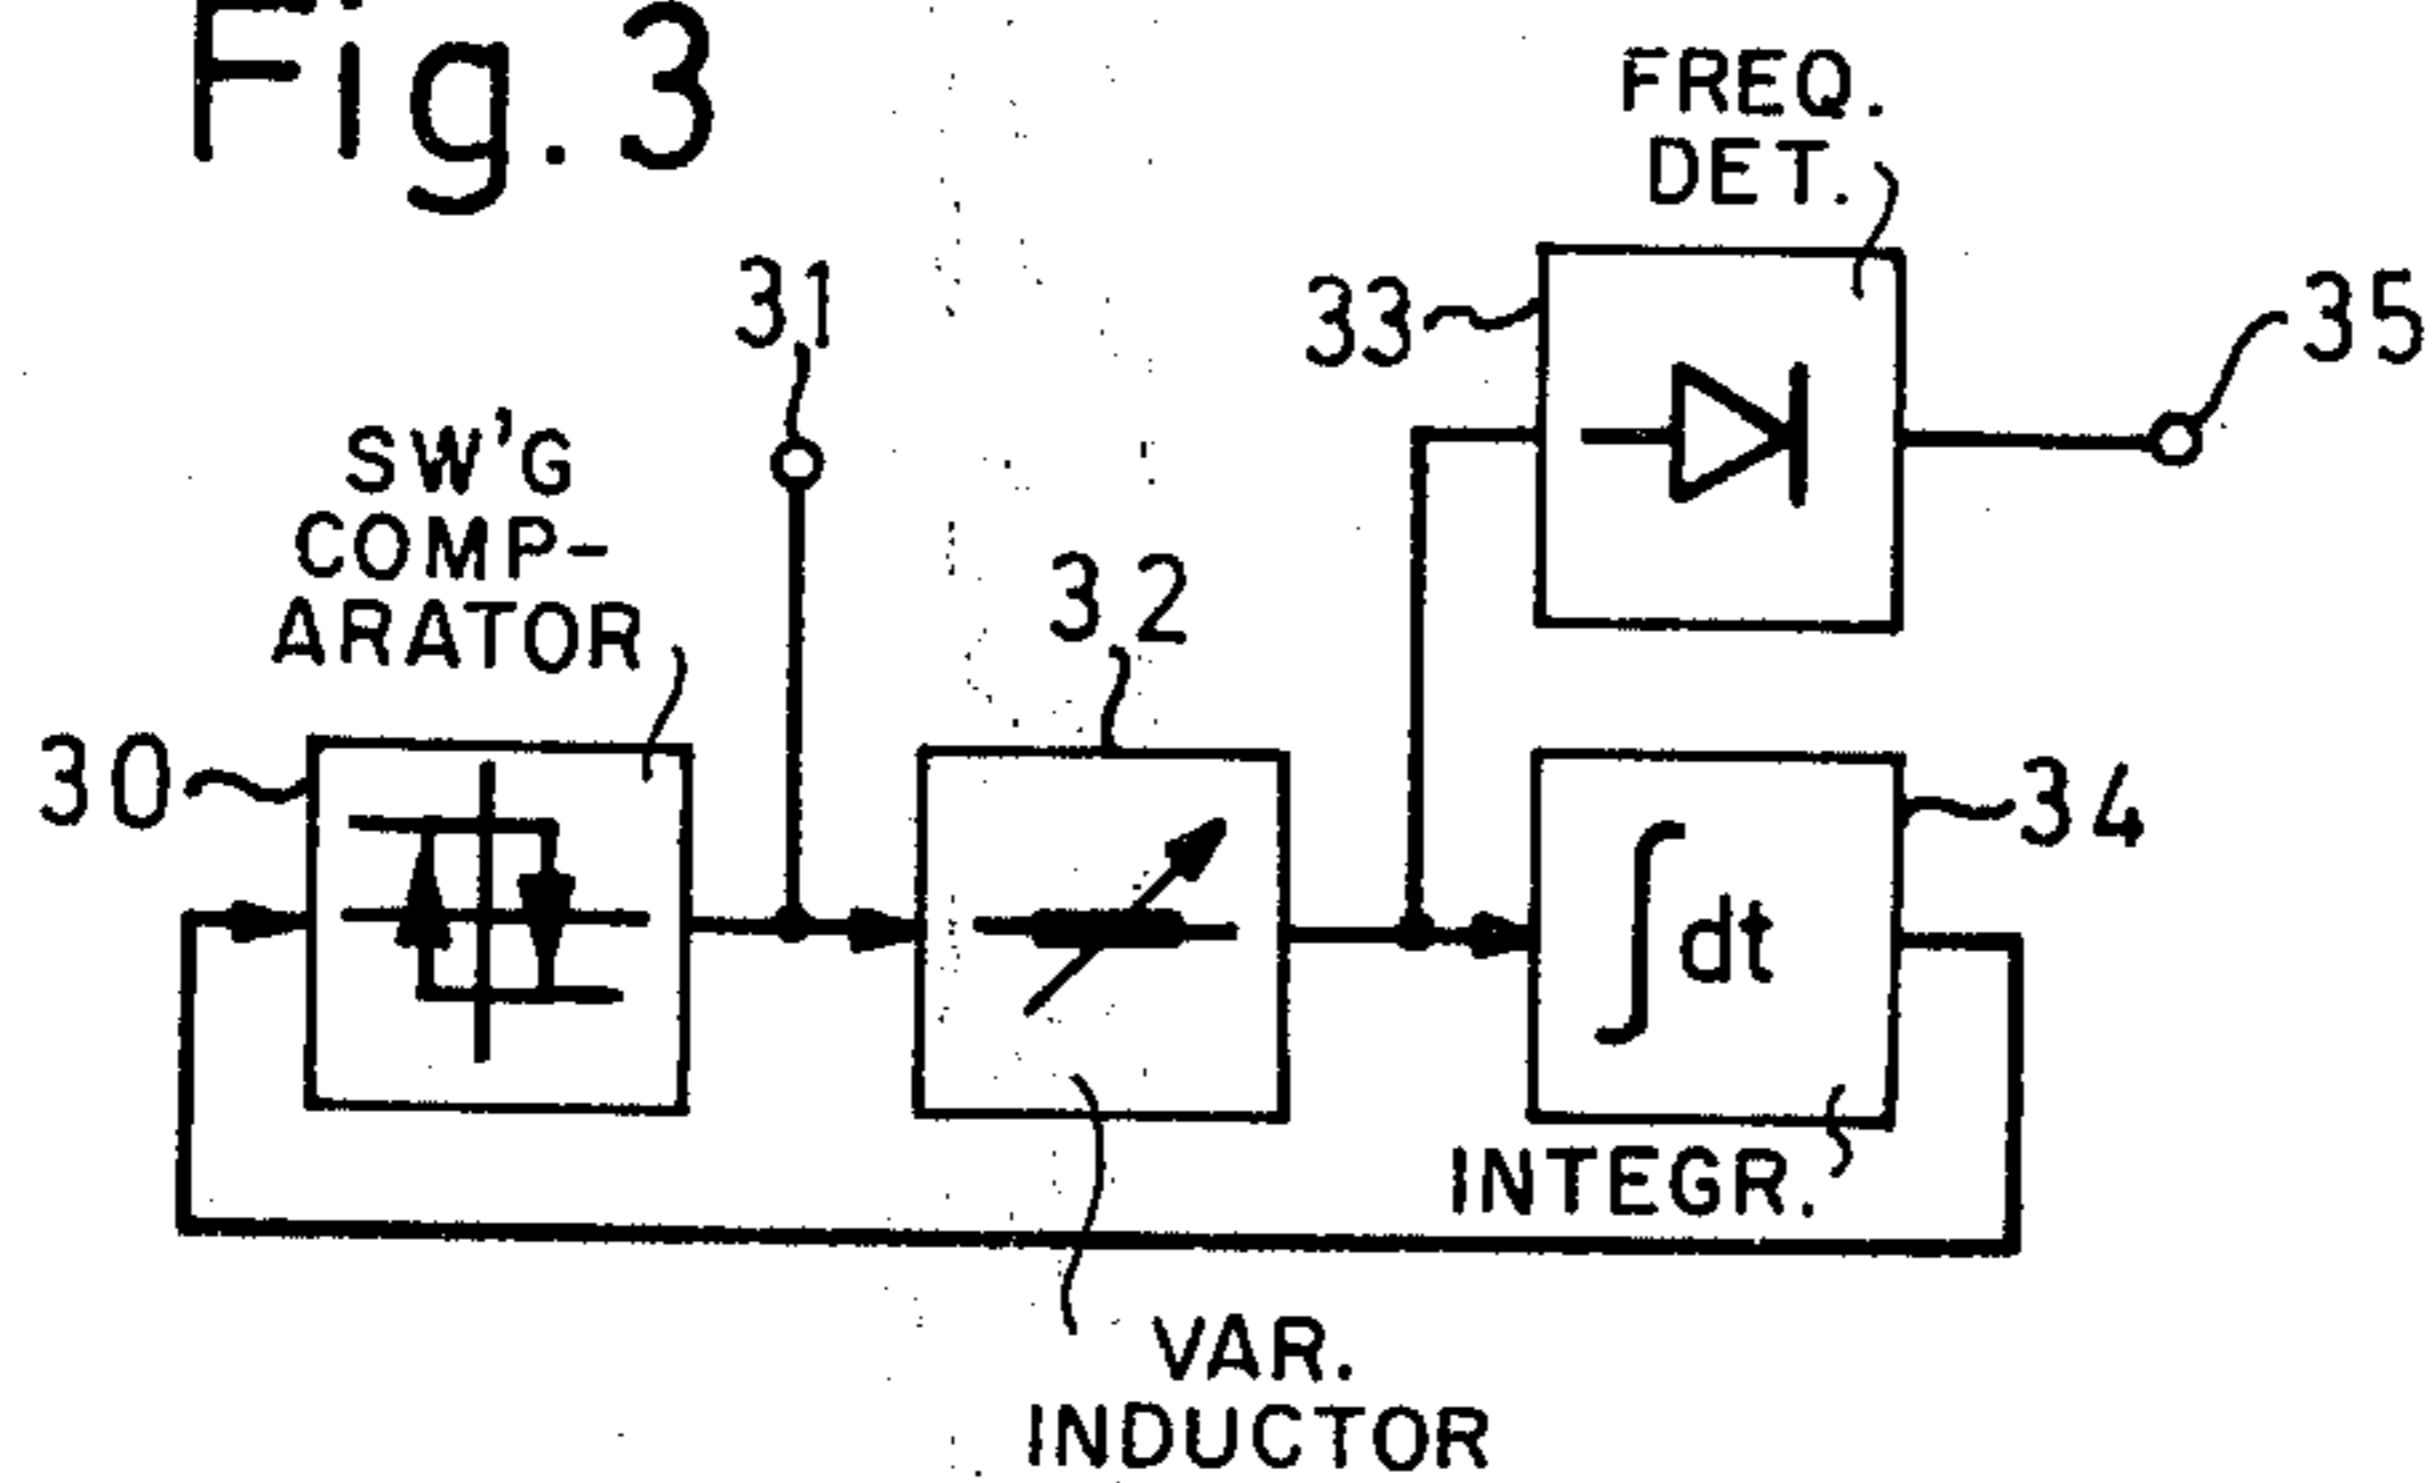 Fig. 3
FREQ.
DET.
31
33
35
SW'G
COMP-
ARATOR
32
30
34
∫dt
INTEGR.
VAR.
INDUCTOR